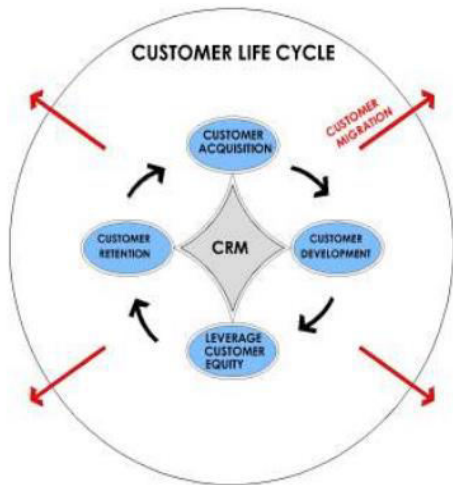 CUSTOMER LIFE CYCLE
CUSTOMER
MIGRATION
CUSTOMER
ACQUISITION
CUSTOMER
RETENTION
CRM
CUSTOMER
DEVELOPMENT
LEVERAGE
CUSTOMER
EQUITY